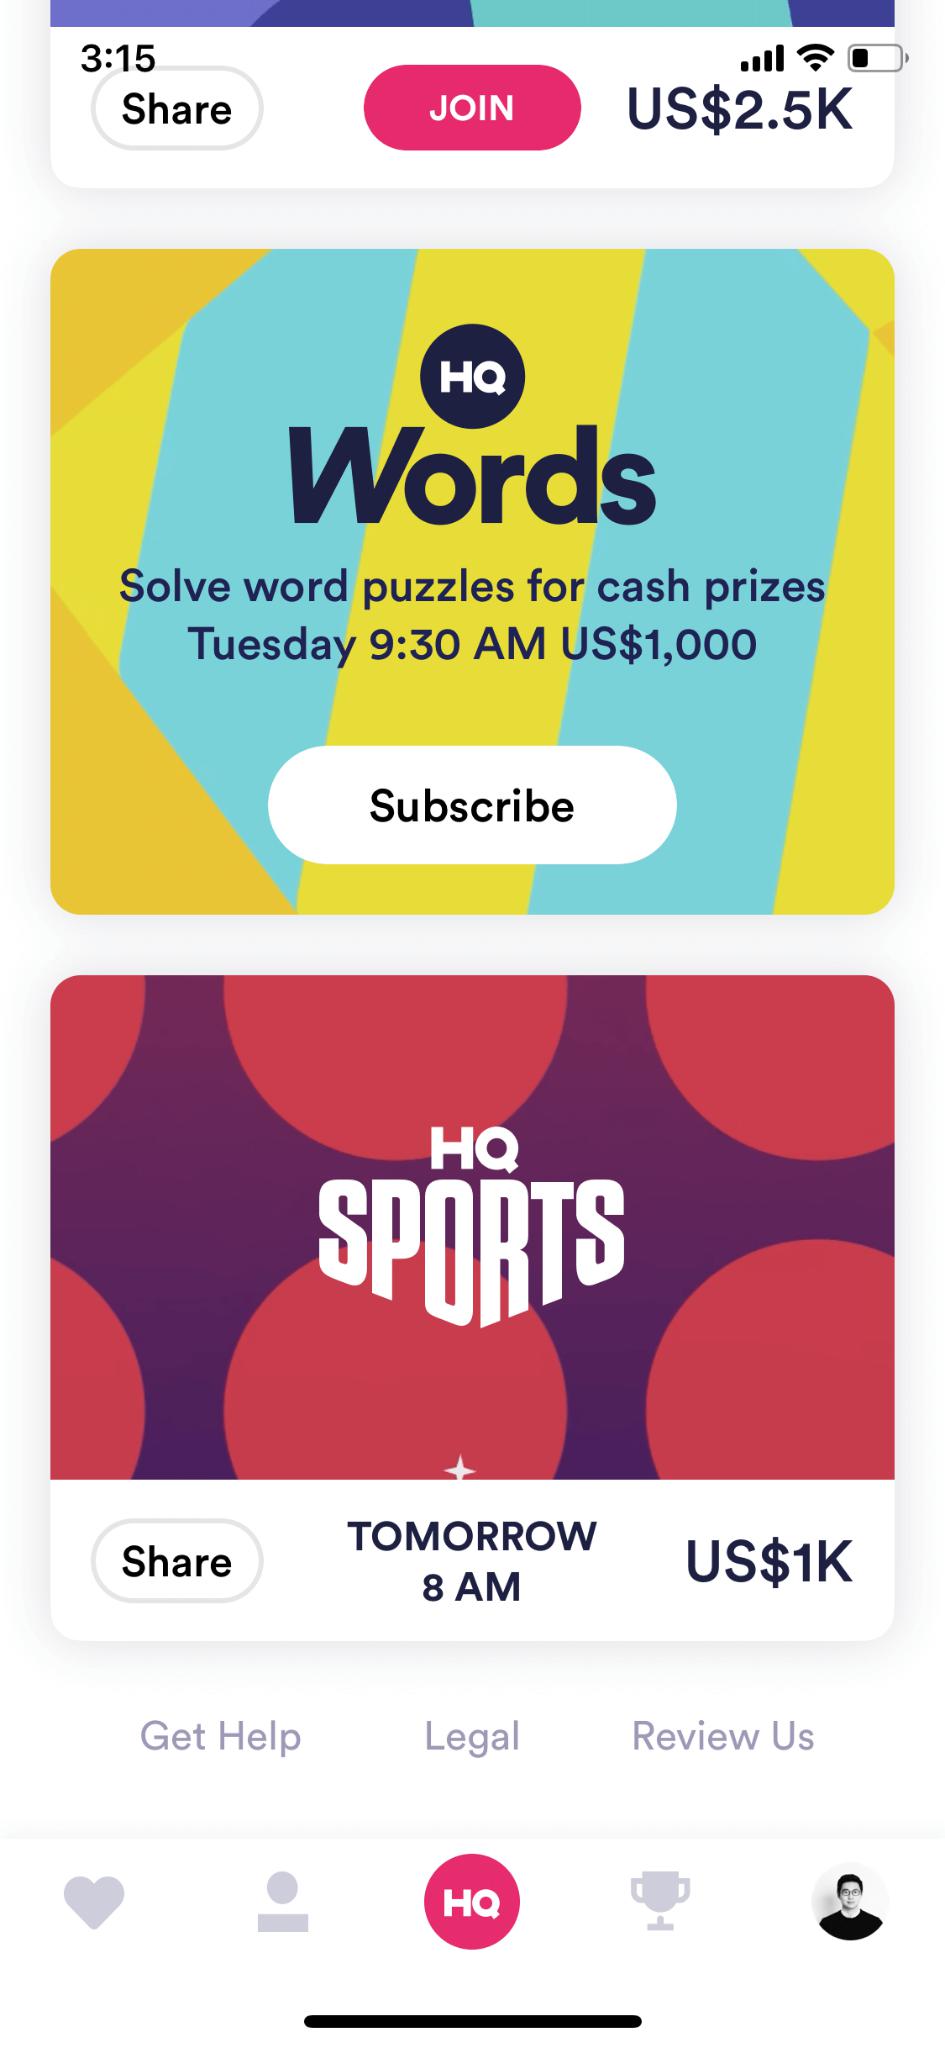 3:15
Share
JOIN
US$2.5K
HQ
Words
Solve word puzzles for cash prizes
Tuesday 9:30 AM US$1,000
Subscribe
HQ
SPORTS
Share
TOMORROW
8 AM
US$1K
Get Help
Legal
Review Us
HQ